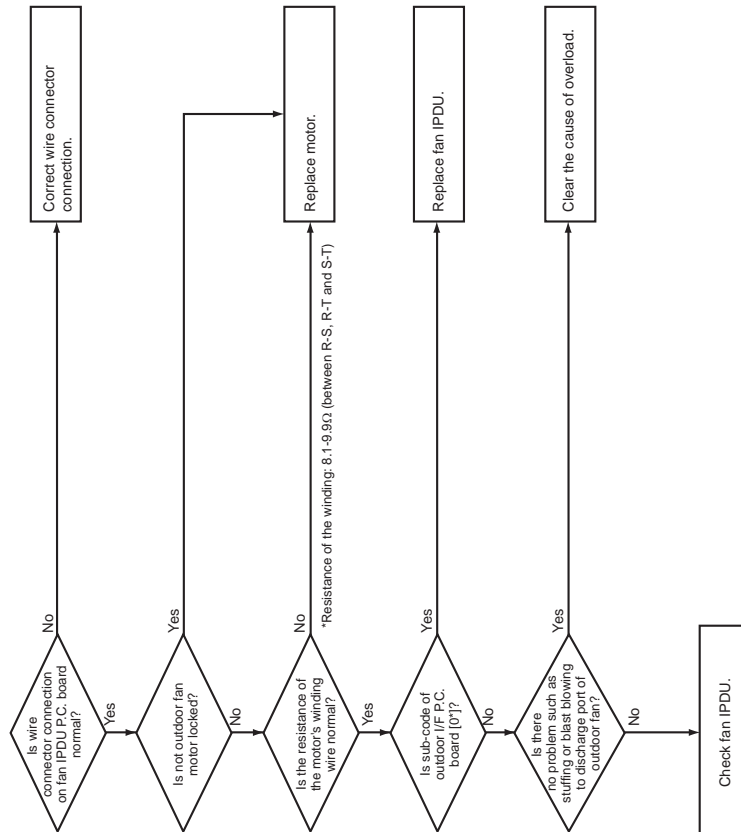 Is wire
connector connection
on fan IPDU P.C. board
normal?
No
Correct wire connector
connection.
Yes
Is not outdoor fan
motor locked?
Yes
No
Is the resistance of
the motor's winding
wire normal?
No
Replace motor.
*Resistance of the winding: 8.1-9.9Ω (between R-S, R-T and S-T)
Yes
Is sub-code of
outdoor I/F P.C.
board [0*]?
Yes
Replace fan IPDU.
No
Is there
no problem such as
stuffing or blast blowing
to discharge port of
outdoor fan?
Yes
Clear the cause of overload.
No
Check fan IPDU.